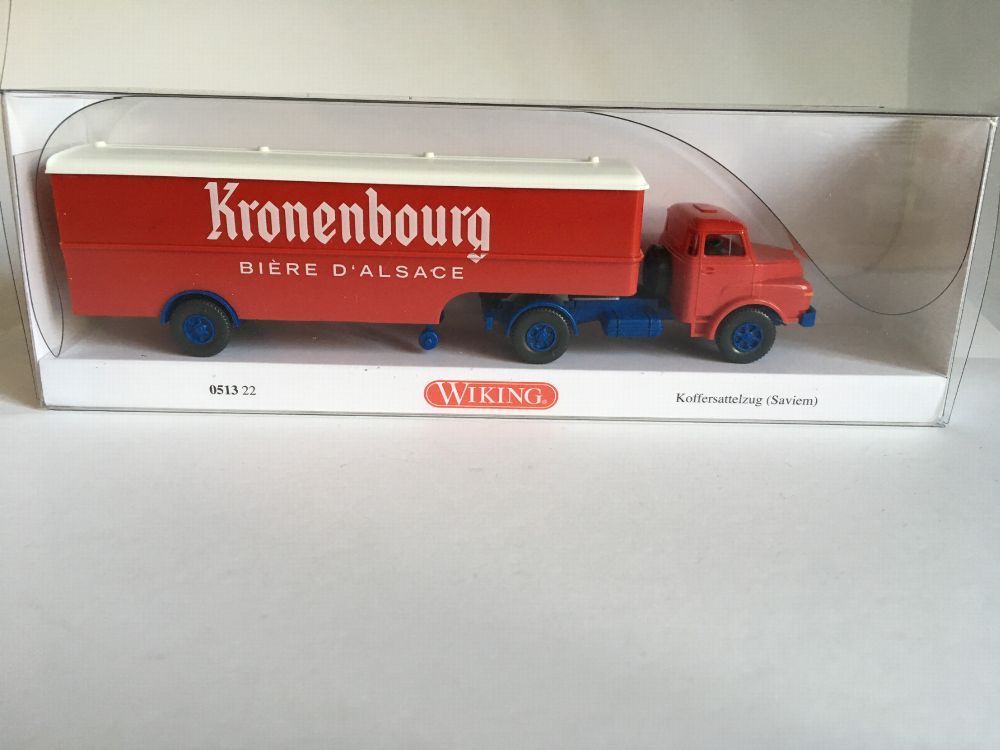 Kronenbourg
BIÈRE D'ALSACE
0513 22
WIKING®
Koffersattelzug (Saviem)